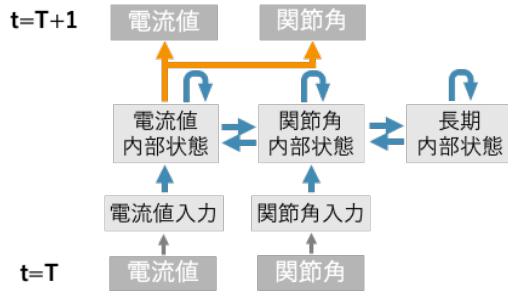 t=T+1
電流値
関節角
電流値
内部状態
関節角
内部状態
長期
内部状態
電流値入力
関節角入力
t=T
電流値
関節角